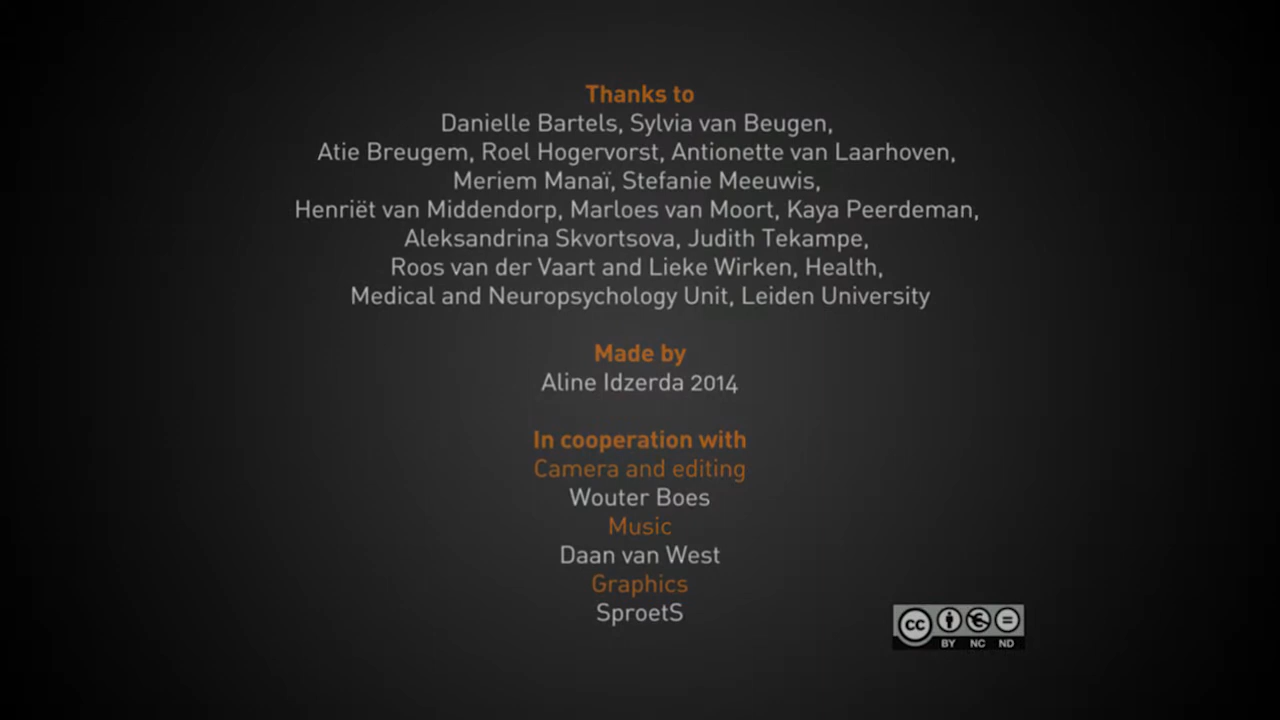 Thanks to
Danielle Bartels, Sylvia van Beugen,
Atie Breugem, Roel Hogervorst, Antionette van Laarhoven,
Meriem Manaï, Stefanie Meeuwis,
Henriët van Middendorp, Marloes van Moort, Kaya Peerdeman,
Aleksandrina Skvortsova, Judith Tekampe,
Roos van der Vaart and Lieke Wirken, Health,
Medical and Neuropsychology Unit, Leiden University
Made by
Aline Idzerda 2014
In cooperation with
Camera and editing
Wouter Boes
Music
Daan van West
Graphics
SproetS
cc
BY NC ND